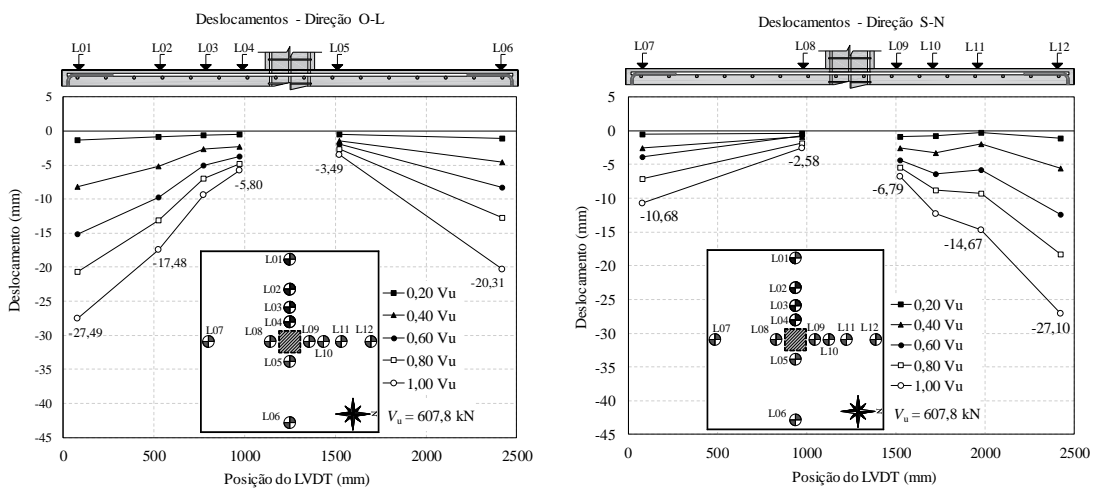 Deslocamentos - Direção O-L
L01 L02 L03 L04 L05 L06
5
0
-5
-10
-15
-20
-25
-30
-35
-40
-45
Deslocamento (mm)
-5,80
-3,49
-17,48
-27,49
-20,31
L01
L02
L03
L04
L07 L08 L09 L11 L12
L10
L05
L06
N
0,20 Vu
0,40 Vu
0,60 Vu
0,80 Vu
1,00 Vu
Vu = 607,8 kN
0 500 1000 1500 2000 2500
Posição do LVDT (mm)
Deslocamentos - Direção S-N
L07 L08 L09 L10 L11 L12
5
0
-5
-10
-15
-20
-25
-30
-35
-40
-45
Deslocamento (mm)
-2,58
-6,79
-10,68
-14,67
-27,10
L01
L02
L03
L04
L07 L08 L09 L11 L12
L10
L05
L06
N
0,20 Vu
0,40 Vu
0,60 Vu
0,80 Vu
1,00 Vu
Vu = 607,8 kN
0 500 1000 1500 2000 2500
Posição do LVDT (mm)